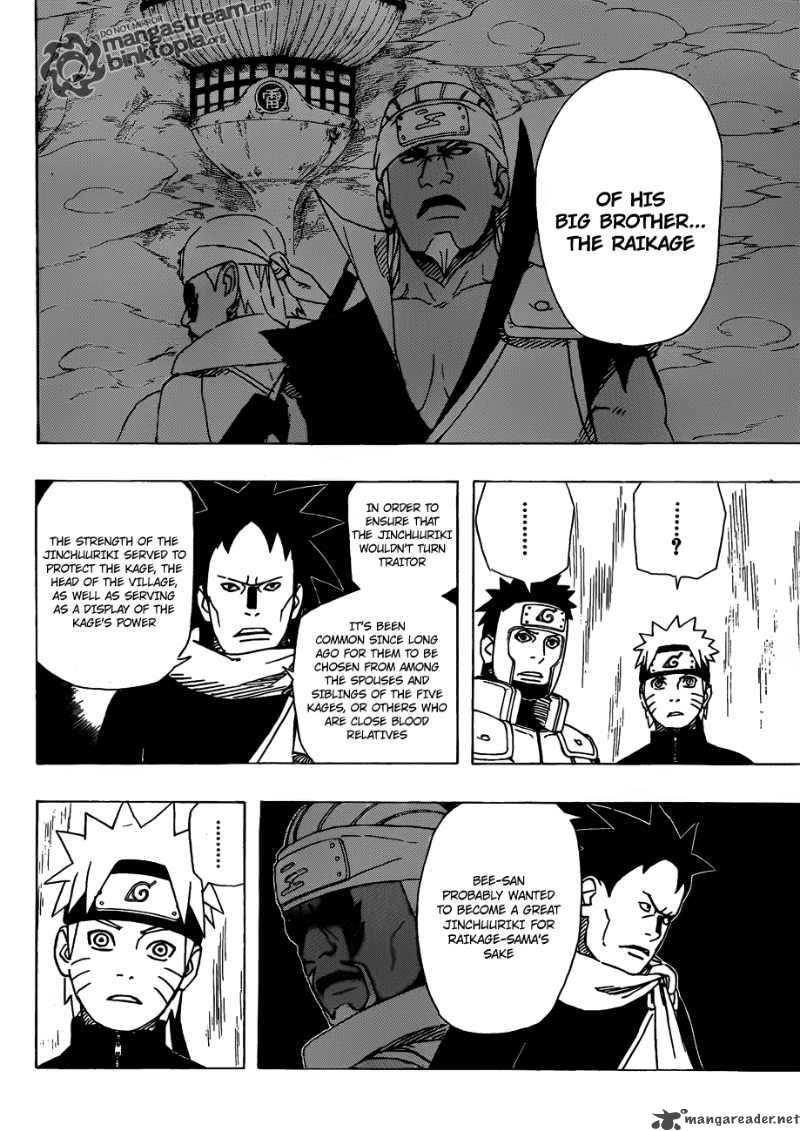 DO NOT MIRROR
mangastream.com
binktopia.org
雷
OF HIS
BIG BROTHER...
THE RAIKAGE
.........
......?
IN ORDER TO
ENSURE THAT
THE JINCHUURIKI
WOULDN'T TURN
TRAITOR
IT'S BEEN
COMMON SINCE LONG
AGO FOR THEM TO BE
CHOSEN FROM AMONG
THE SPOUSES AND
SIBLINGS OF THE FIVE
KAGES, OR OTHERS WHO
ARE CLOSE BLOOD
RELATIVES
THE STRENGTH OF THE
JINCHUURIKI SERVED TO
PROTECT THE KAGE, THE
HEAD OF THE VILLAGE,
AS WELL AS SERVING
AS A DISPLAY OF THE
KAGE'S POWER
BEE-SAN
PROBABLY WANTED
TO BECOME A GREAT
JINCHUURIKI FOR
RAIKAGE-SAMA'S
SAKE
.........
mangareader.net